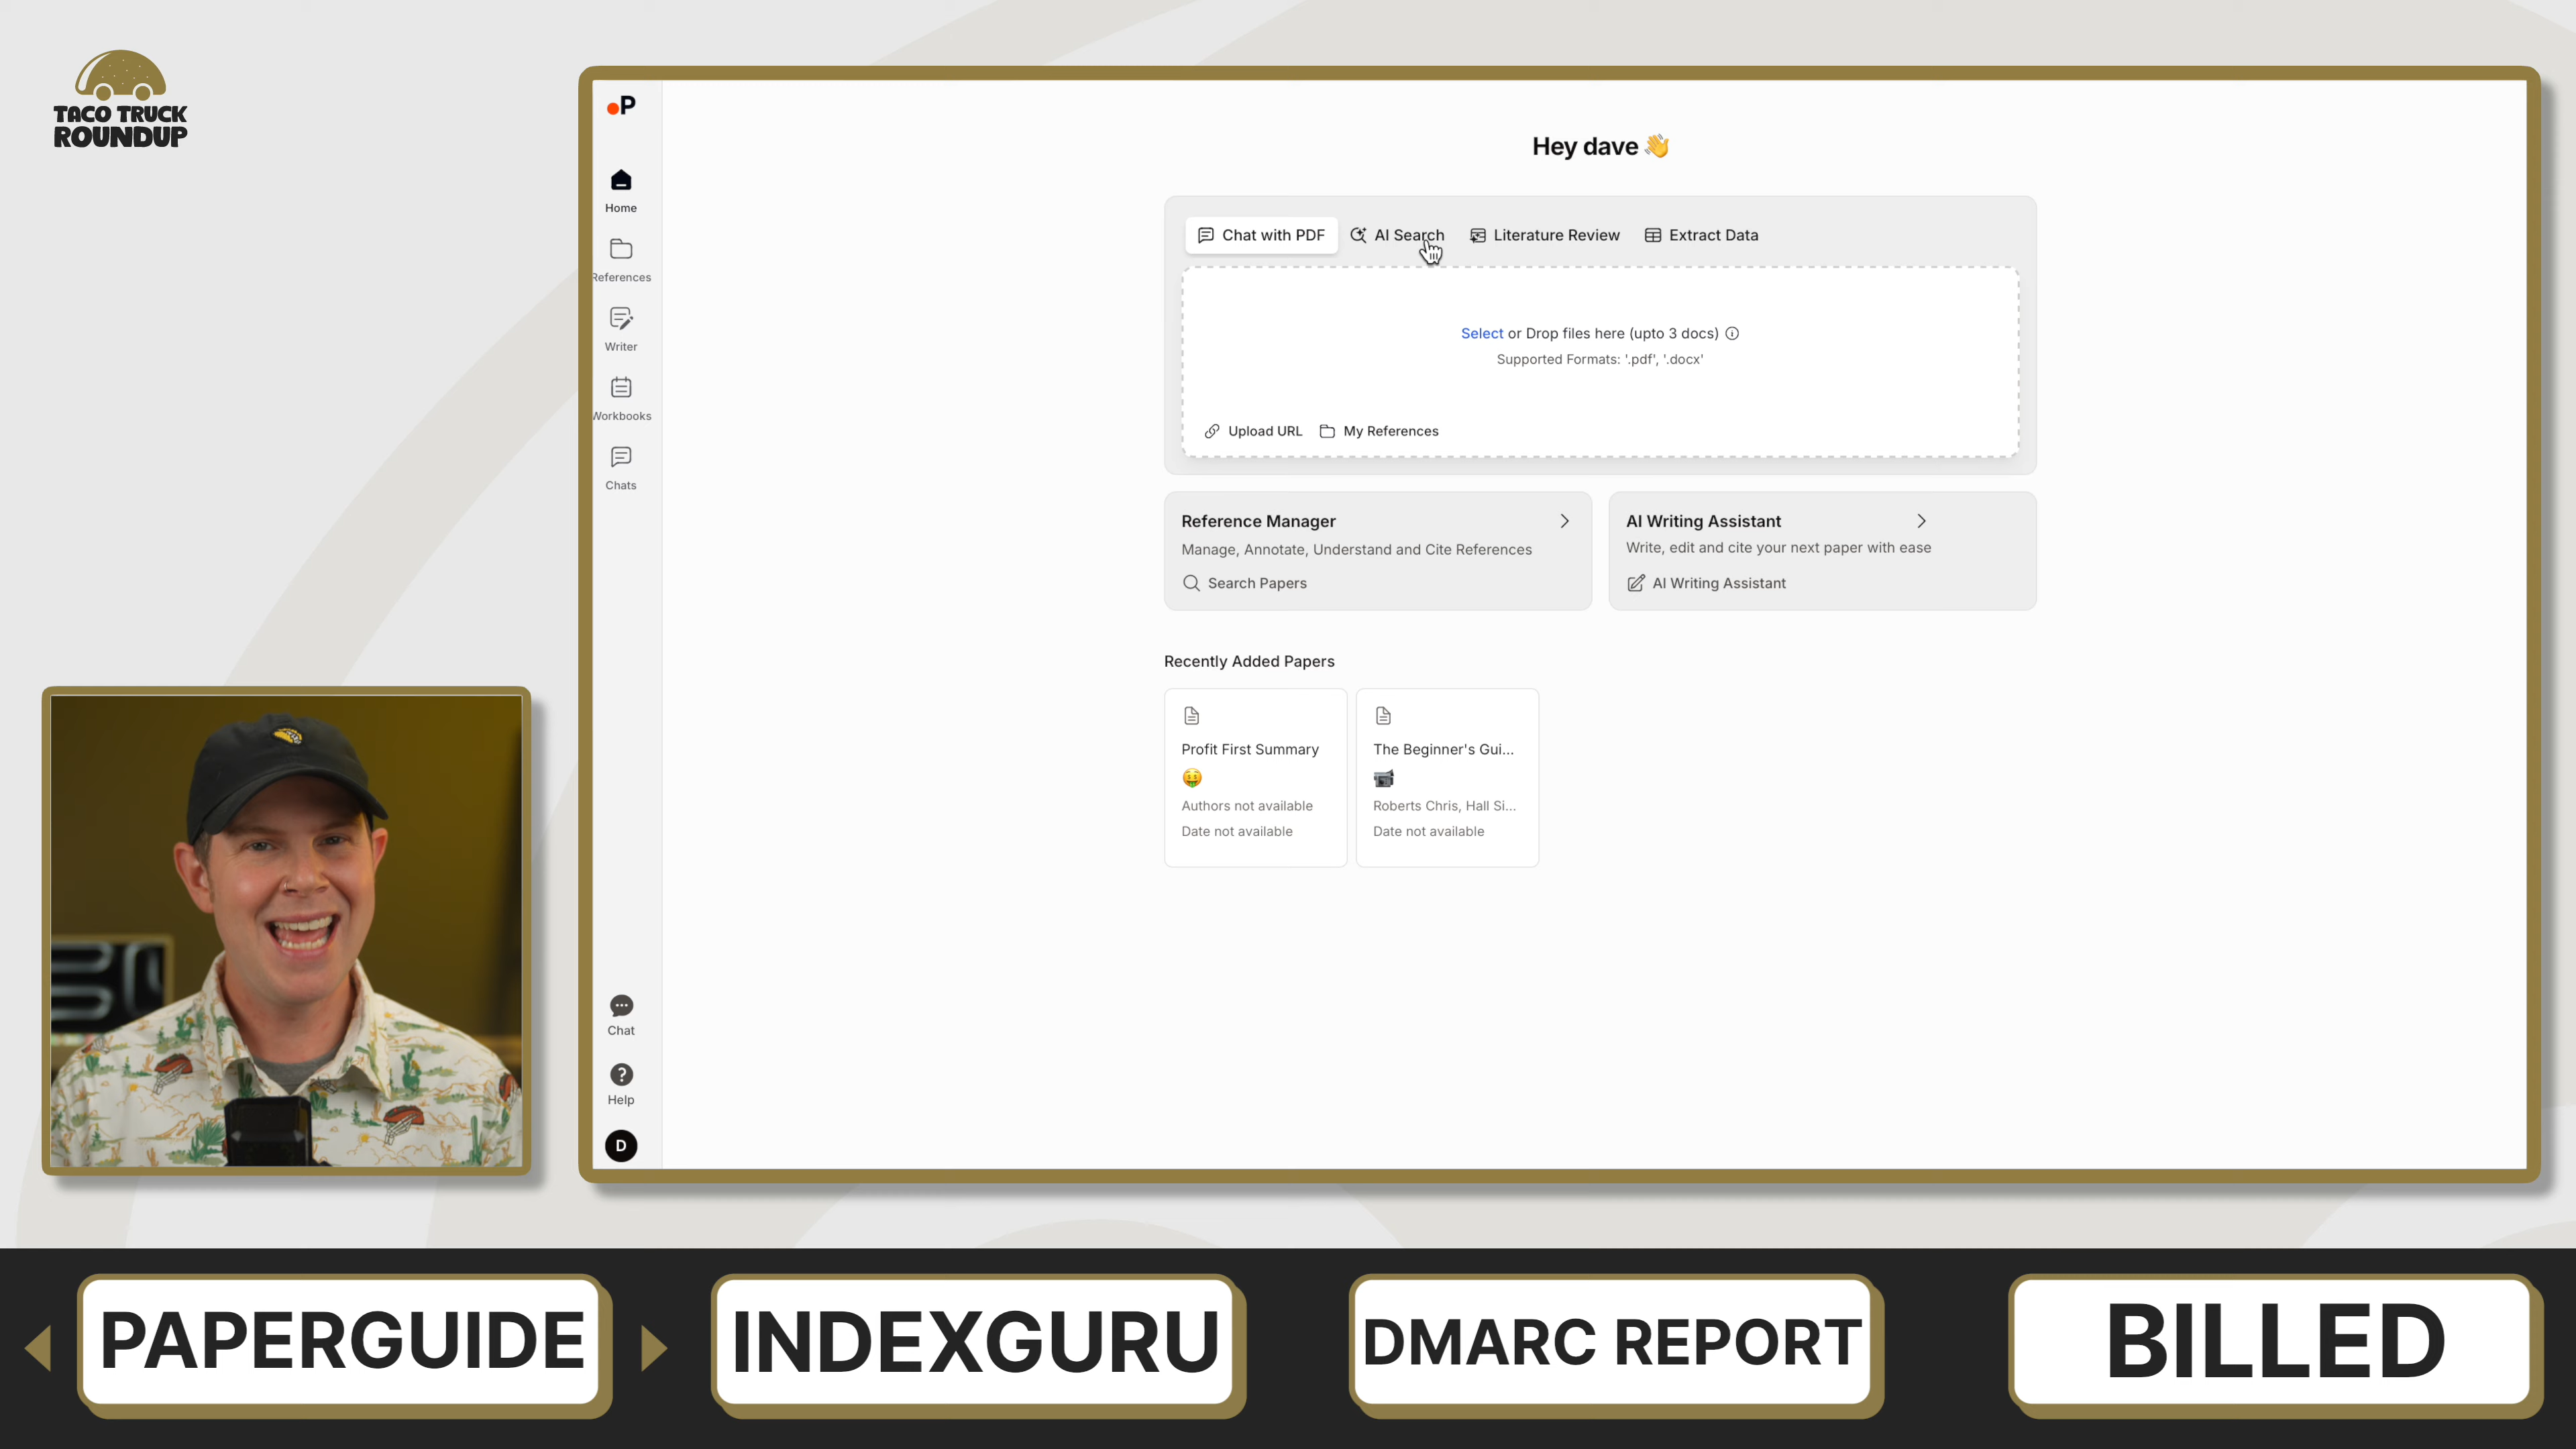 TACO TRUCK
ROUNDUP
P
Home
References
Writer
Workbooks
Chats
Chat
Help
D
Hey dave 👋
Chat with PDF
AI Search
Literature Review
Extract Data
Select or Drop files here (upto 3 docs)
Supported Formats: '.pdf', '.docx'
Upload URL
My References
Reference Manager
Manage, Annotate, Understand and Cite References
Search Papers
AI Writing Assistant
Write, edit and cite your next paper with ease
AI Writing Assistant
Recently Added Papers
Profit First Summary
🤑
Authors not available
Date not available
The Beginner's Gui...
📹
Roberts Chris, Hall Si...
Date not available
PAPERGUIDE
INDEXGURU
DMARC REPORT
BILLED